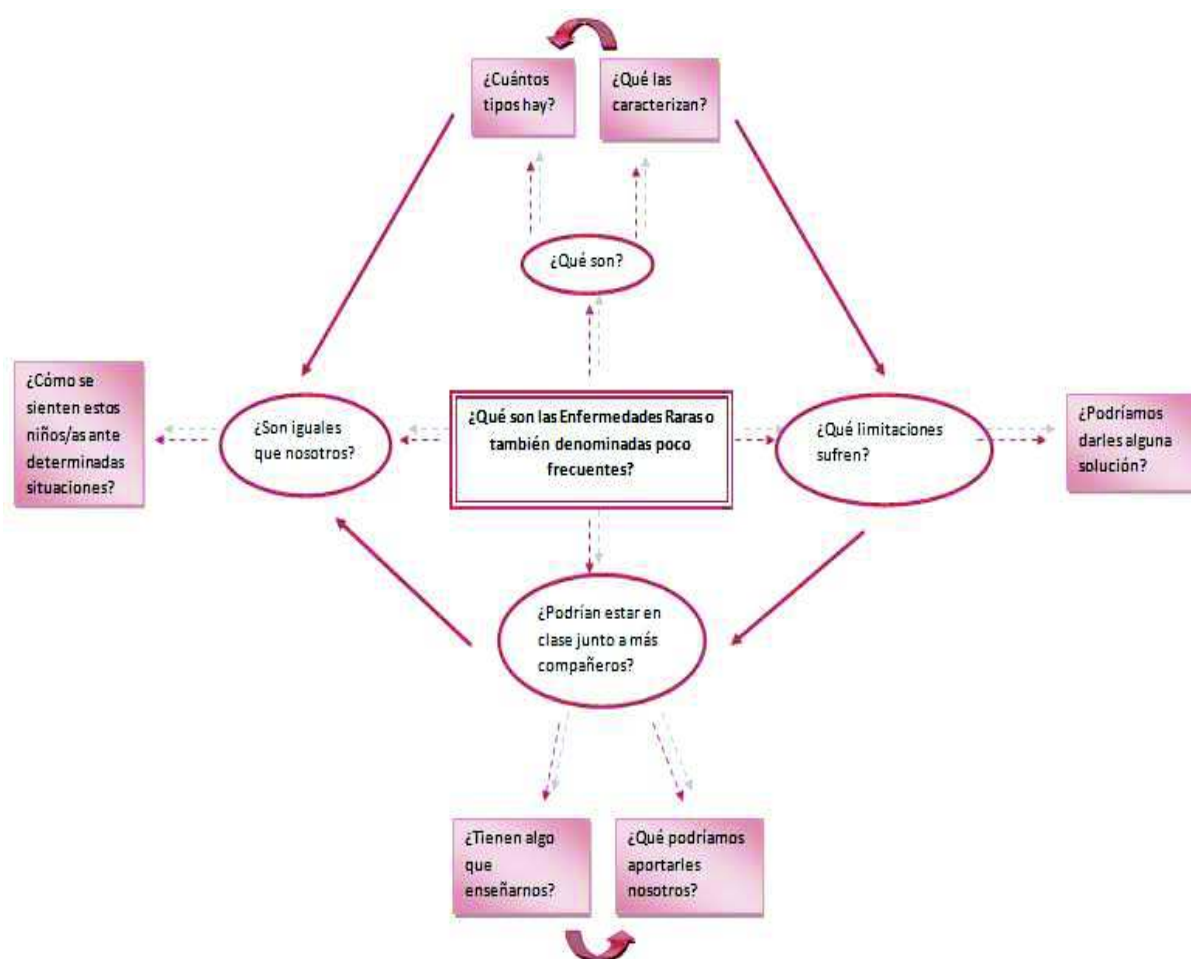 ¿Cuántos
tipos hay?
¿Qué las
caracterizan?
¿Qué son?
¿Cómo se
sienten estos
niños/as ante
determinadas
situaciones?
¿Son iguales
que nosotros?
¿Qué son las Enfermedades Raras o
también denominadas poco
frecuentes?
¿Qué limitaciones
sufren?
¿Podríamos
darles alguna
solución?
¿Podrían estar en
clase junto a más
compañeros?
¿Tienen algo
que
enseñarnos?
¿Qué podríamos
aportarles
nosotros?